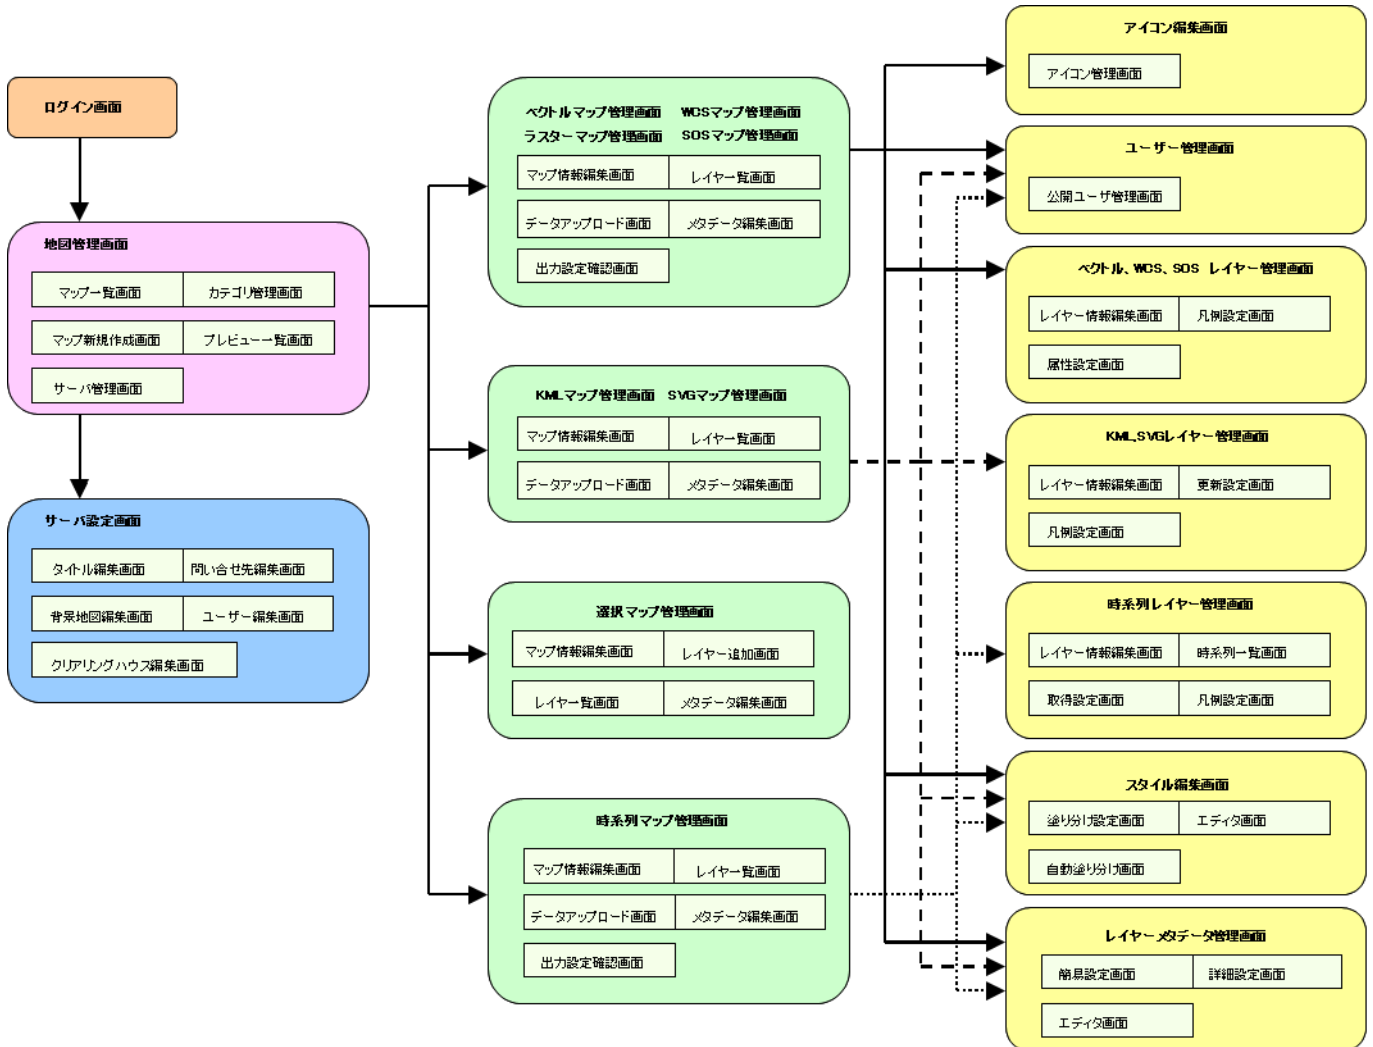 ログイン画面
地図管理画面
マップ一覧画面
カテゴリ管理画面
マップ新規作成画面
プレビュー一覧画面
サーバ管理画面
サーバ設定画面
タイトル編集画面
問い合せ先編集画面
背景地図編集画面
ユーザー編集画面
クリアリングハウス編集画面
ベクトルマップ管理画面 WCSマップ管理画面
ラスターマップ管理画面 SOSマップ管理画面
マップ情報編集画面
レイヤー覧画面
データアップロード画面
メタデータ編集画面
出力設定確認画面
KMLマップ管理画面 SVGマップ管理画面
マップ情報編集画面
レイヤー覧画面
データアップロード画面
メタデータ編集画面
選択マップ管理画面
マップ情報編集画面
レイヤー追加画面
レイヤー覧画面
メタデータ編集画面
時系列マップ管理画面
マップ情報編集画面
レイヤー覧画面
データアップロード画面
メタデータ編集画面
出力設定確認画面
アイコン編集画面
アイコン管理画面
ユーザー管理画面
公開ユーザ管理画面
ベクトル、WCS、SOS レイヤー管理画面
レイヤー情報編集画面
凡例設定画面
属性設定画面
KML,SVGレイヤー管理画面
レイヤー情報編集画面
更新設定画面
凡例設定画面
時系列レイヤー管理画面
レイヤー情報編集画面
時系列一覧画面
取得設定画面
凡例設定画面
スタイル編集画面
塗り分け設定画面
エディタ画面
自動塗り分け画面
レイヤーメタデータ管理画面
簡易設定画面
詳細設定画面
エディタ画面